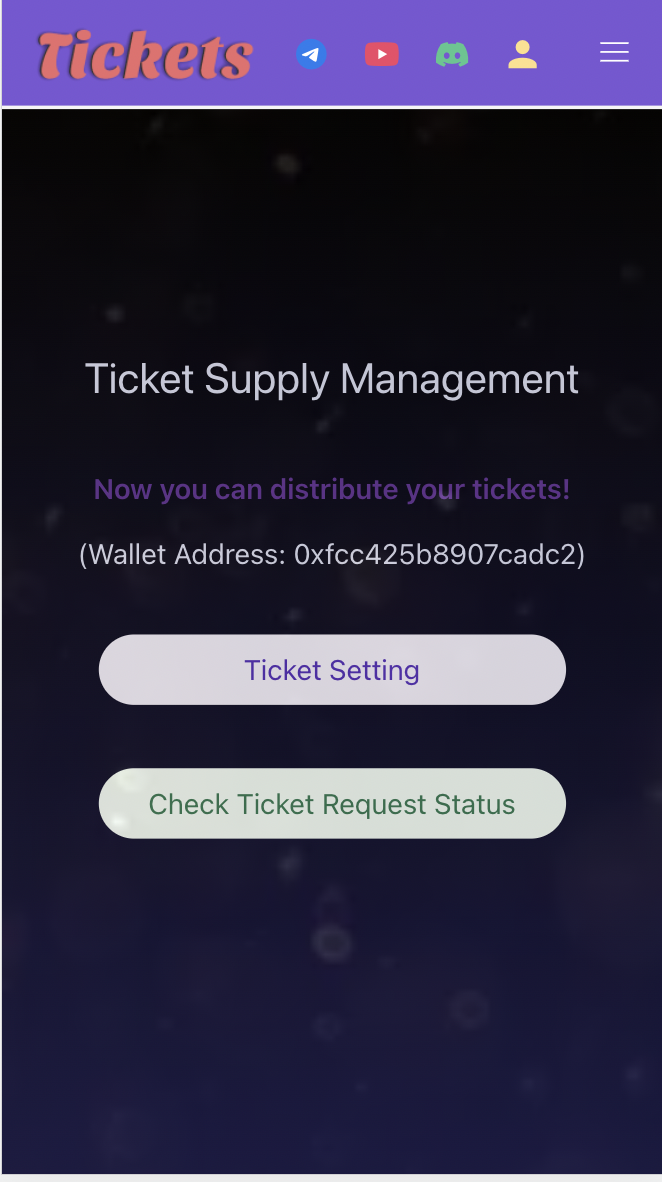 Tickets
Ticket Supply Management
Now you can distribute your tickets!
(Wallet Address: 0xfcc425b8907cadc2)
Ticket Setting
Check Ticket Request Status